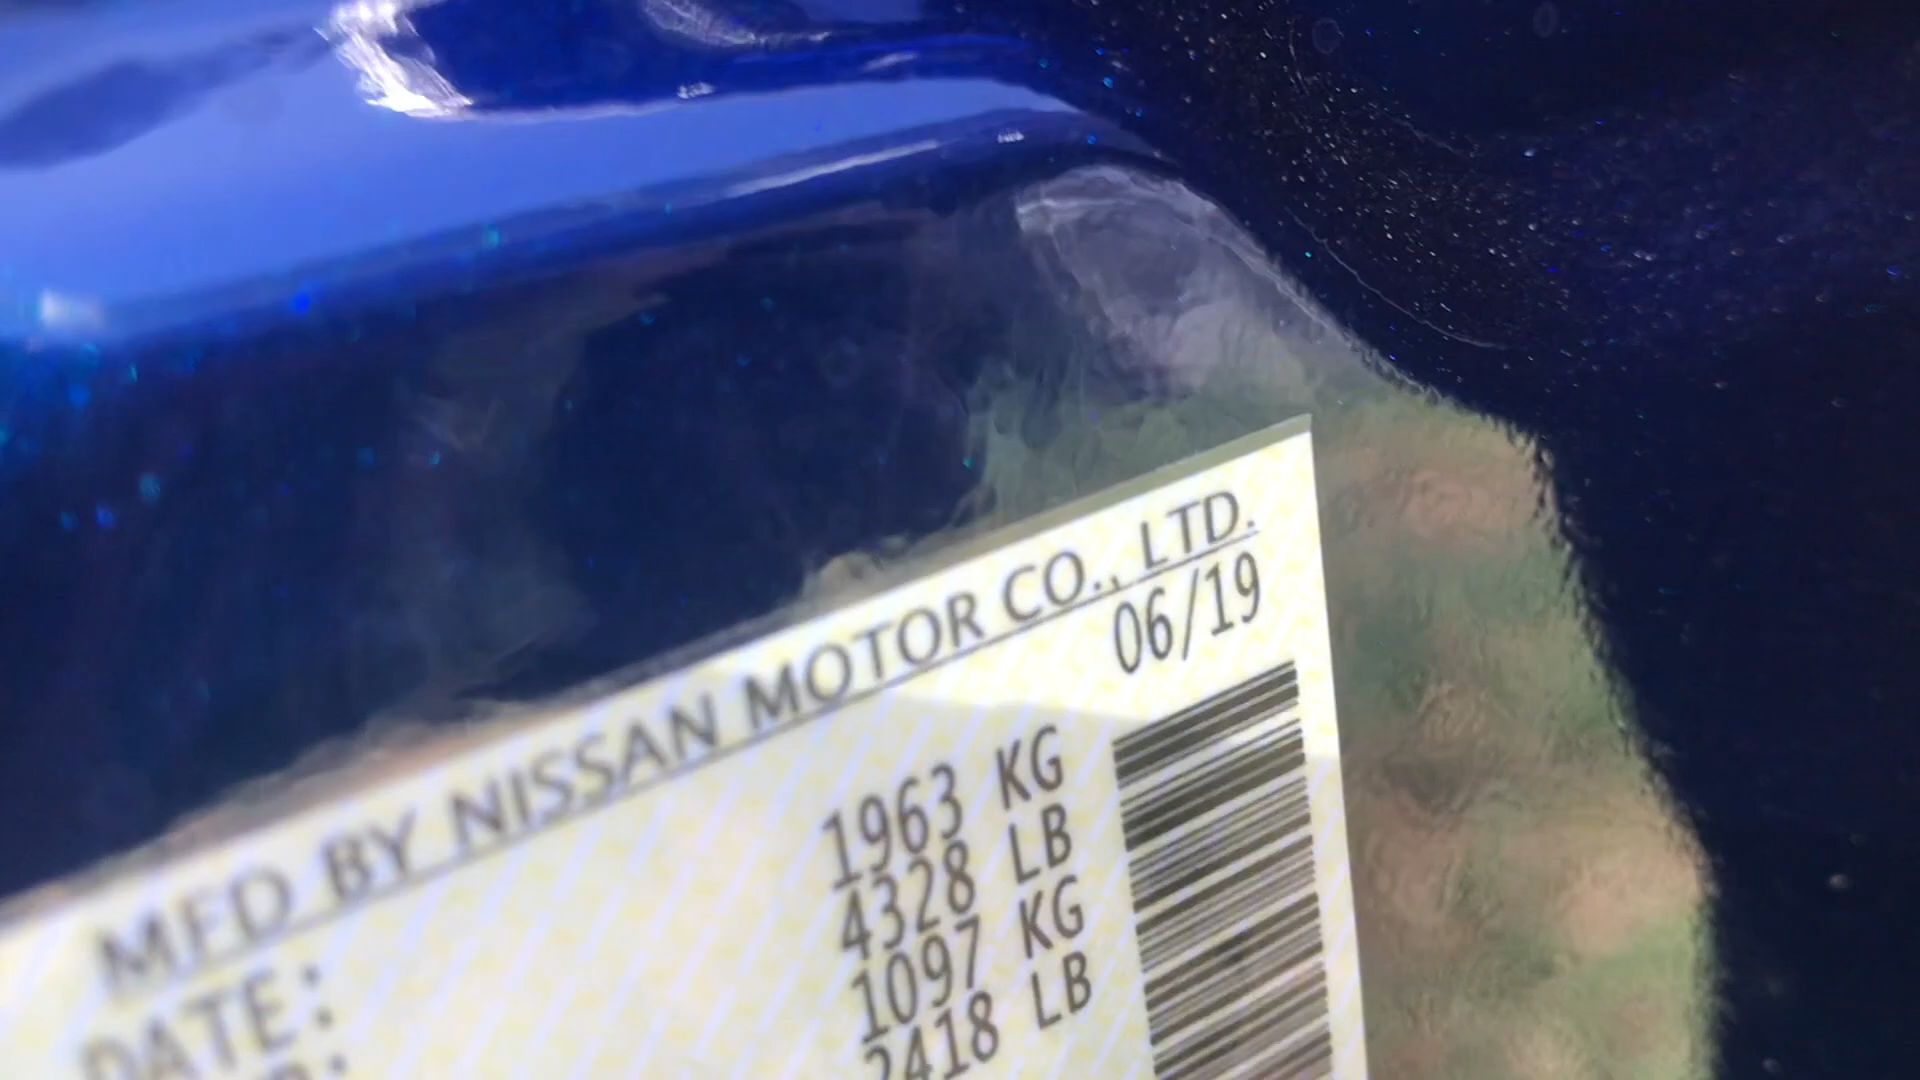 MFD BY NISSAN MOTOR CO., LTD.
DATE: 06/19
1963 KG
4328 LB
1097 KG
2418 LB